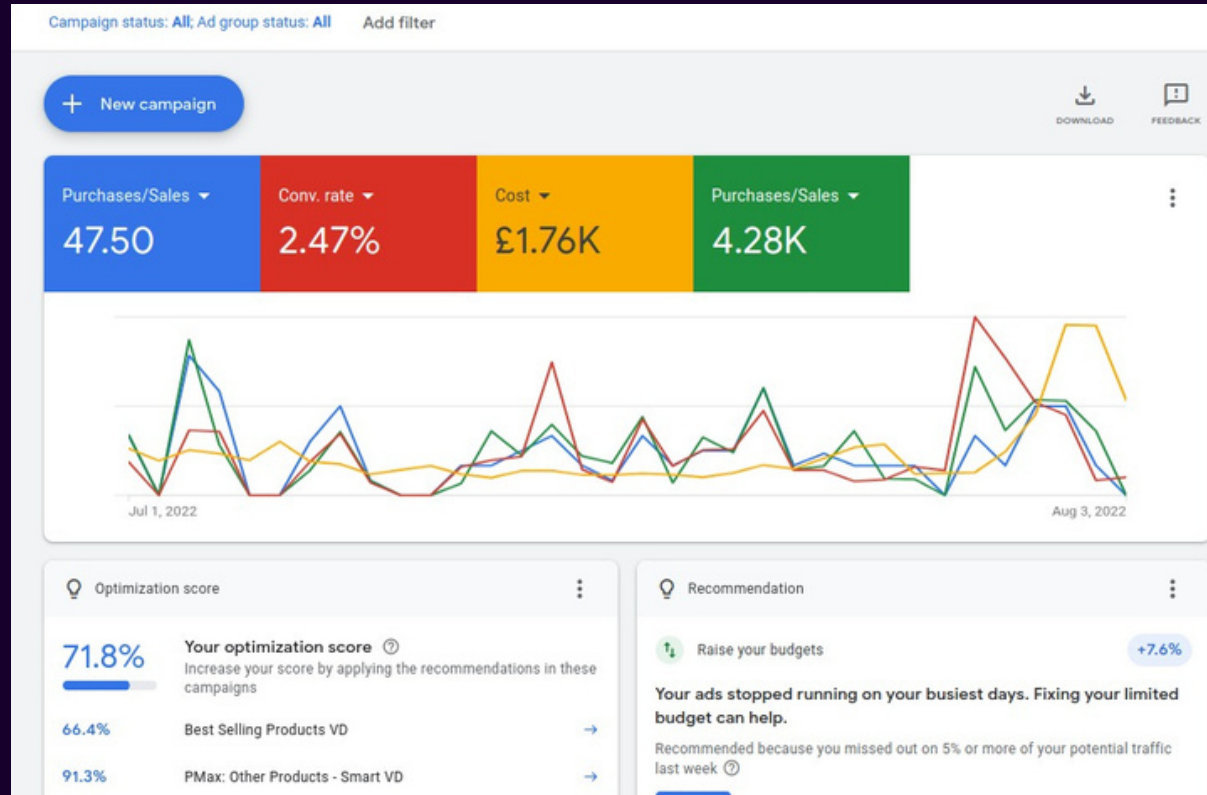 Campaign status: All; Ad group status: All Add filter
New campaign
DOWNLOAD
FEEDBACK
Purchases/Sales
47.50
Conv. rate
2.47%
Cost
£1.76K
Purchases/Sales
4.28K
Jul 1, 2022
Aug 3, 2022
Optimization score
71.8%
Your optimization score
Increase your score by applying the recommendations in these
campaigns
66.4% Best Selling Products VD
91.3% PMax: Other Products - Smart VD
Recommendation
Raise your budgets
+7.6%
Your ads stopped running on your busiest days. Fixing your limited
budget can help.
Recommended because you missed out on 5% or more of your potential traffic
last week